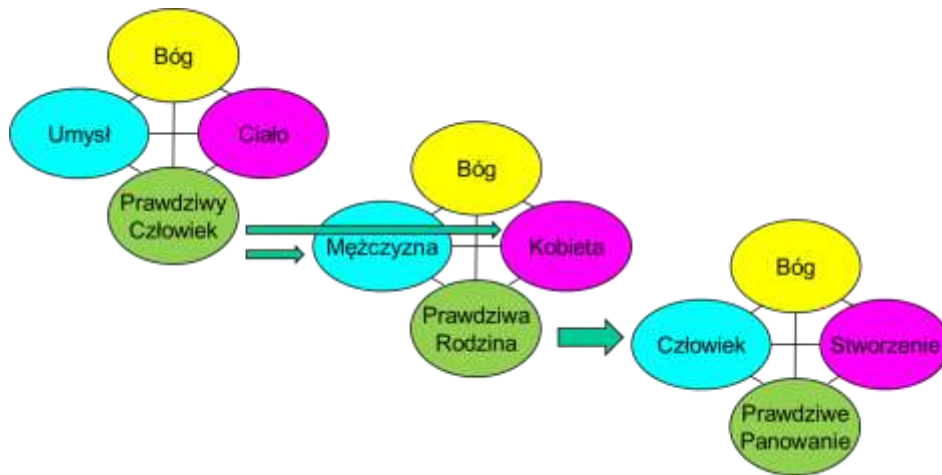 Bóg
Umysł
Ciało
Prawdziwy
Człowiek
Bóg
Mężczyzna
Kobieta
Prawdziwa
Rodzina
Bóg
Człowiek
Stworzenie
Prawdziwe
Panowanie